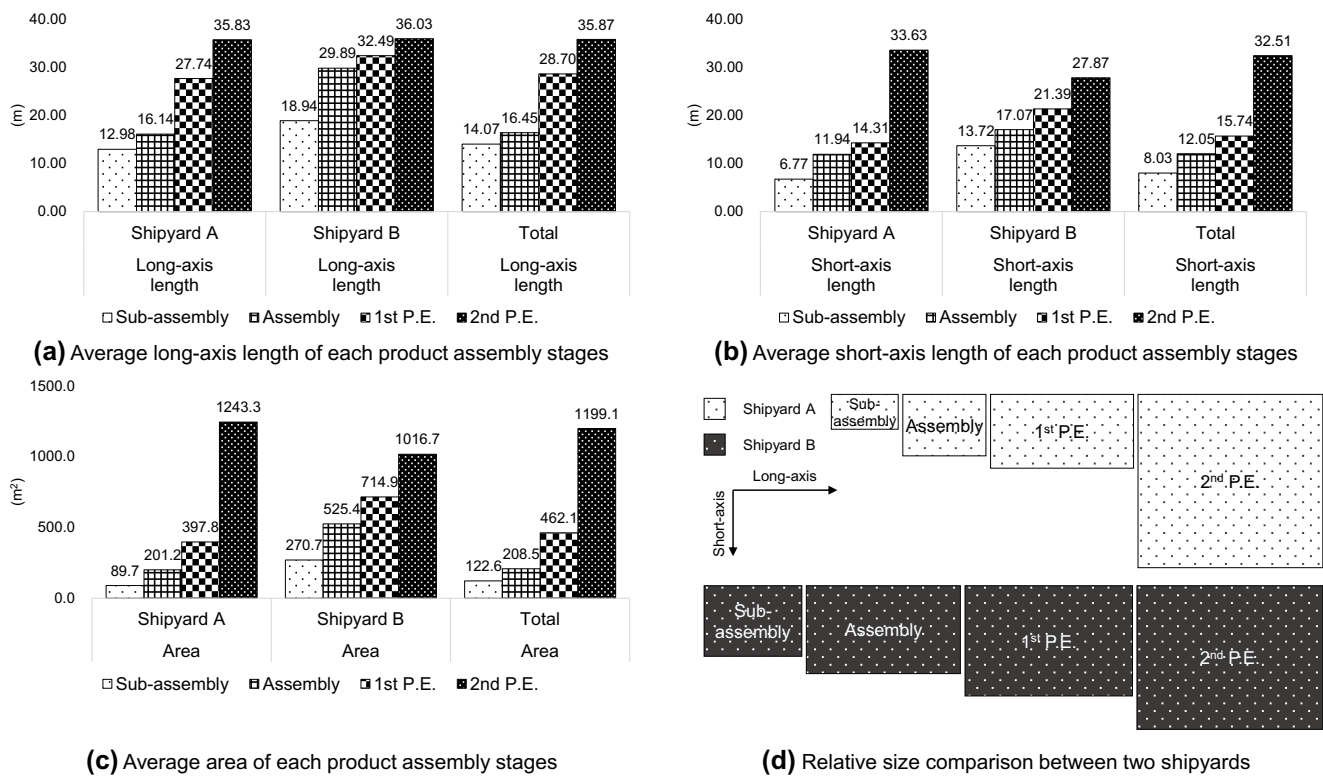 40.00
30.00
20.00
10.00
0.00
(m)
12.98 16.14 27.74 35.83
18.94 29.89 32.49 36.03
14.07 16.45 28.70 35.87
Shipyard A Shipyard B Total
Long-axis Long-axis Long-axis
length length length
Sub-assembly Assembly 1st P.E. 2nd P.E.
(a) Average long-axis length of each product assembly stages
40.00
30.00
20.00
10.00
0.00
(m)
6.77 11.94 14.31 33.63
13.72 17.07 21.39 27.87
8.03 12.05 15.74 32.51
Shipyard A Shipyard B Total
Short-axis Short-axis Short-axis
length length length
Sub-assembly Assembly 1st P.E. 2nd P.E.
(b) Average short-axis length of each product assembly stages
1500.0
1000.0
500.0
0.0
(m²)
89.7 201.2 397.8 1243.3
270.7 525.4 714.9 1016.7
122.6 208.5 462.1 1199.1
Shipyard A Shipyard B Total
Area Area Area
Sub-assembly Assembly 1st P.E. 2nd P.E.
(c) Average area of each product assembly stages
Shipyard A
Shipyard B
Long-axis
Short-axis
Sub-
assembly
Assembly
1st P.E.
2nd P.E.
Sub-
assembly
Assembly
1st P.E.
2nd P.E.
(d) Relative size comparison between two shipyards